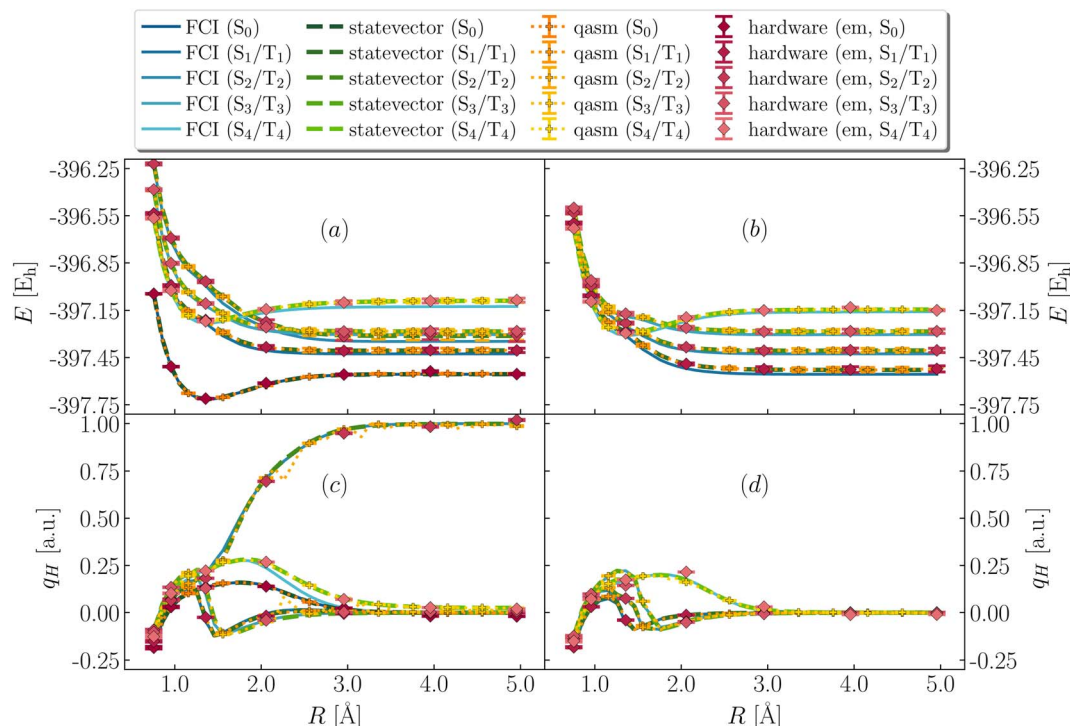 FCI (S₀) statevector (S₀) qasm (S₀) hardware (em, S₀)
FCI (S₁/T₁) statevector (S₁/T₁) qasm (S₁/T₁) hardware (em, S₁/T₁)
FCI (S₂/T₂) statevector (S₂/T₂) qasm (S₂/T₂) hardware (em, S₂/T₂)
FCI (S₃/T₃) statevector (S₃/T₃) qasm (S₃/T₃) hardware (em, S₃/T₃)
FCI (S₄/T₄) statevector (S₄/T₄) qasm (S₄/T₄) hardware (em, S₄/T₄)
-396.25 -396.25
-396.55 -396.55
(a) (b)
-396.85 -396.85
E [Eₕ] E [Eₕ]
-397.15 -397.15
-397.45 -397.45
-397.75 -397.75
1.00 1.00
0.75 0.75
(c) (d)
0.50 0.50
q_H [a.u.] q_H [a.u.]
0.25 0.25
0.00 0.00
-0.25 -0.25
1.0 2.0 3.0 4.0 5.0 1.0 2.0 3.0 4.0 5.0
R [Å] R [Å]